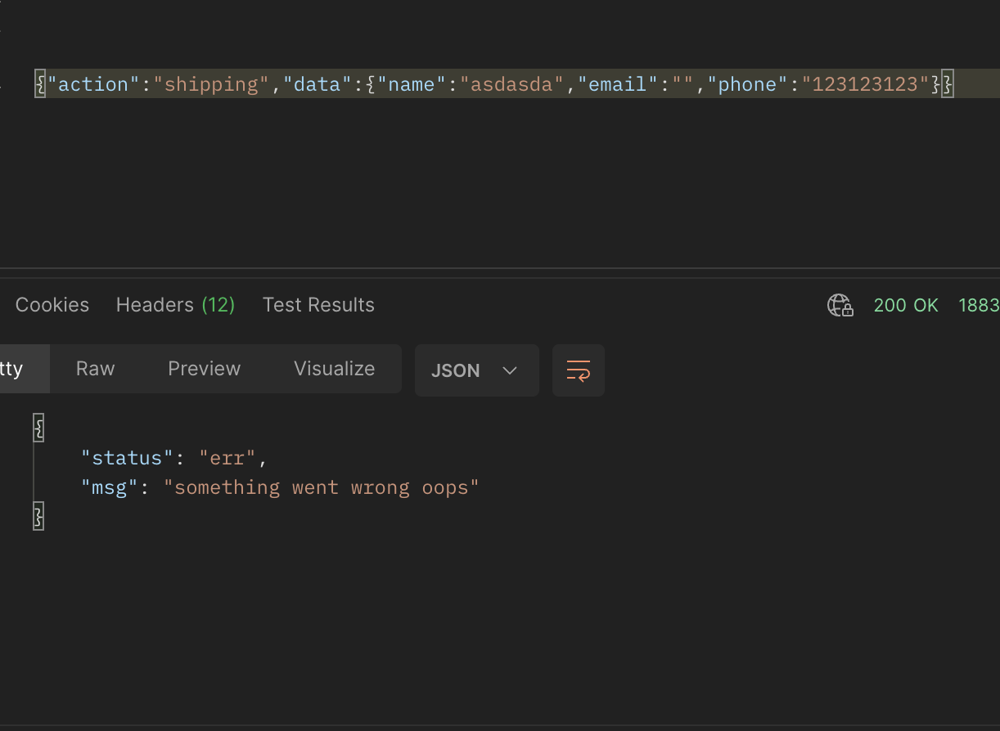 {"action":"shipping","data":{"name":"asdasda","email":"","phone":"123123123"}}
Cookies Headers (12) Test Results 200 OK 1883
tty Raw Preview Visualize JSON
{
"status": "err",
"msg": "something went wrong oops"
}